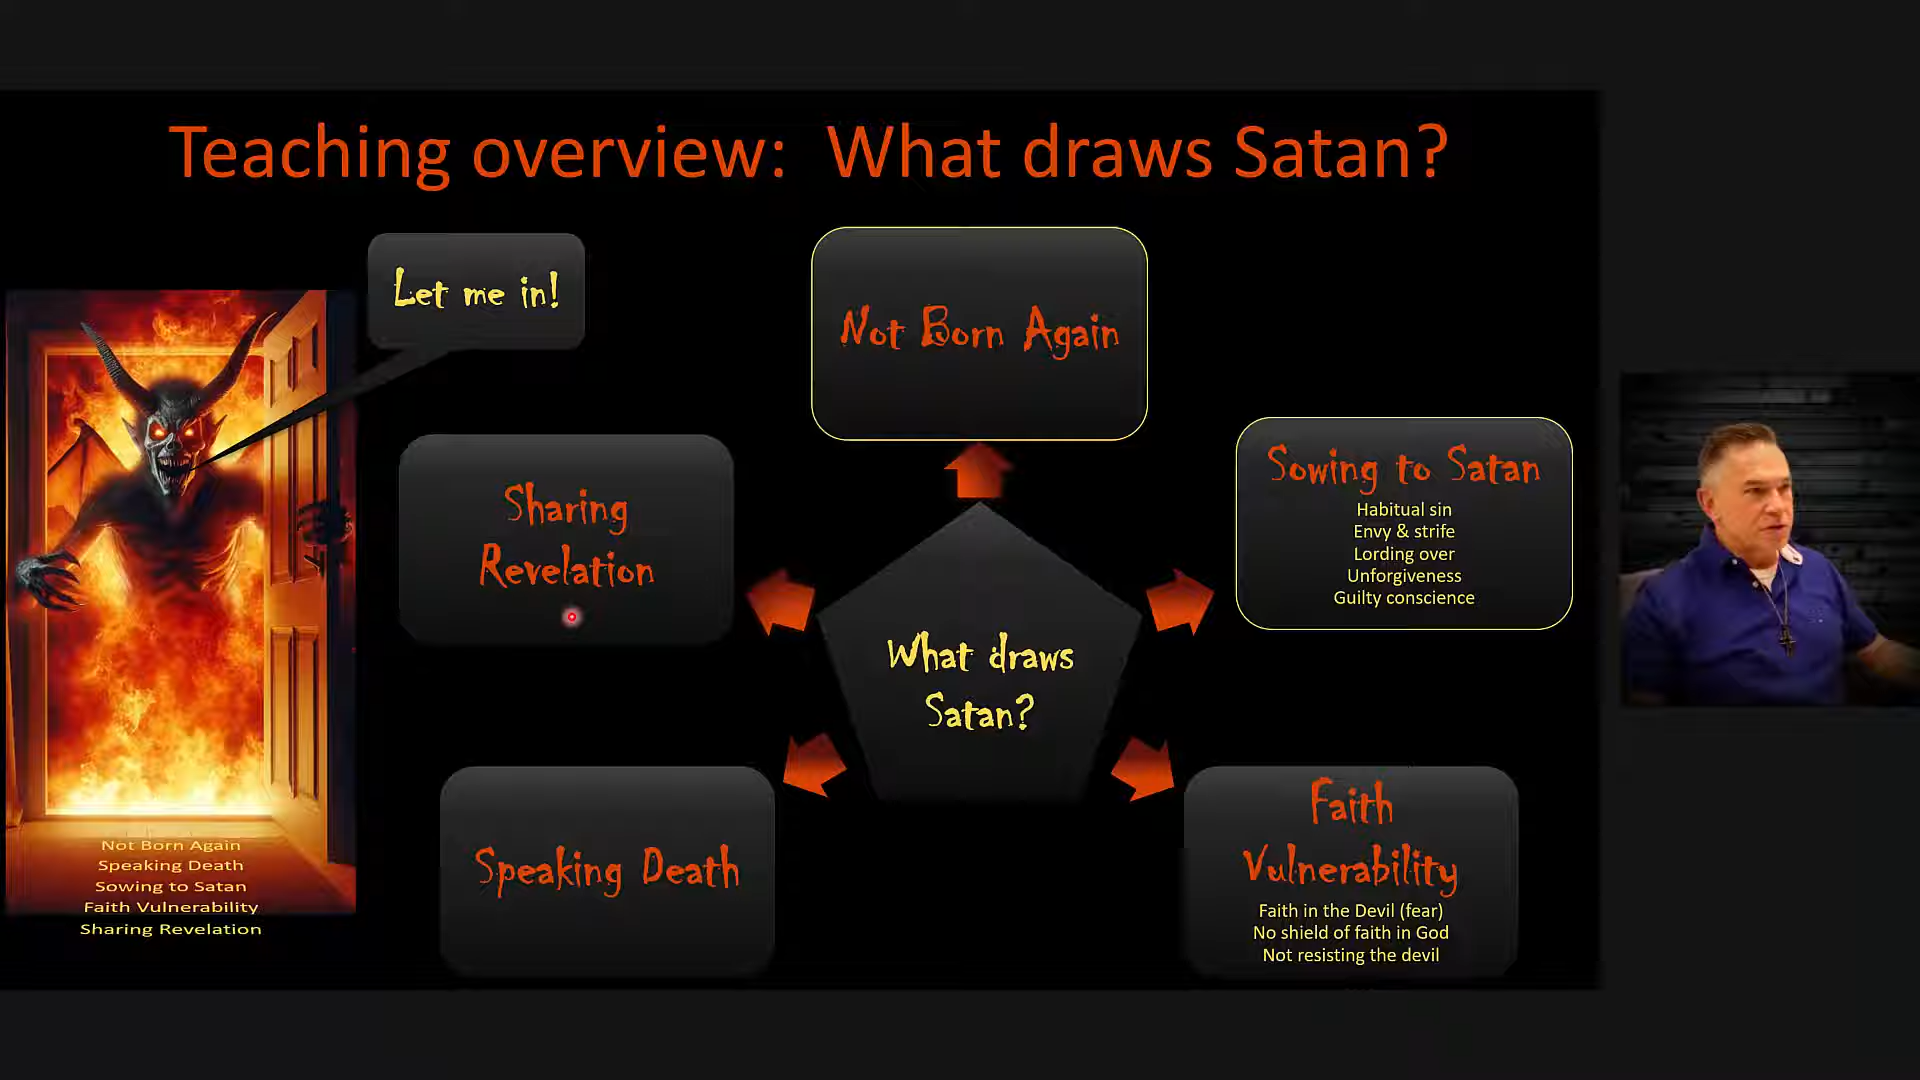 Teaching overview: What draws Satan?
Let me in!
Not Born Again
Sharing
Revelation
Sowing to Satan
Habitual sin
Envy & strife
Lording over
Unforgiveness
Guilty conscience
What draws
Satan?
Speaking Death
Faith
Vulnerability
Faith in the Devil (fear)
No shield of faith in God
Not resisting the devil
Not Born Again
Speaking Death
Sowing to Satan
Faith Vulnerability
Sharing Revelation